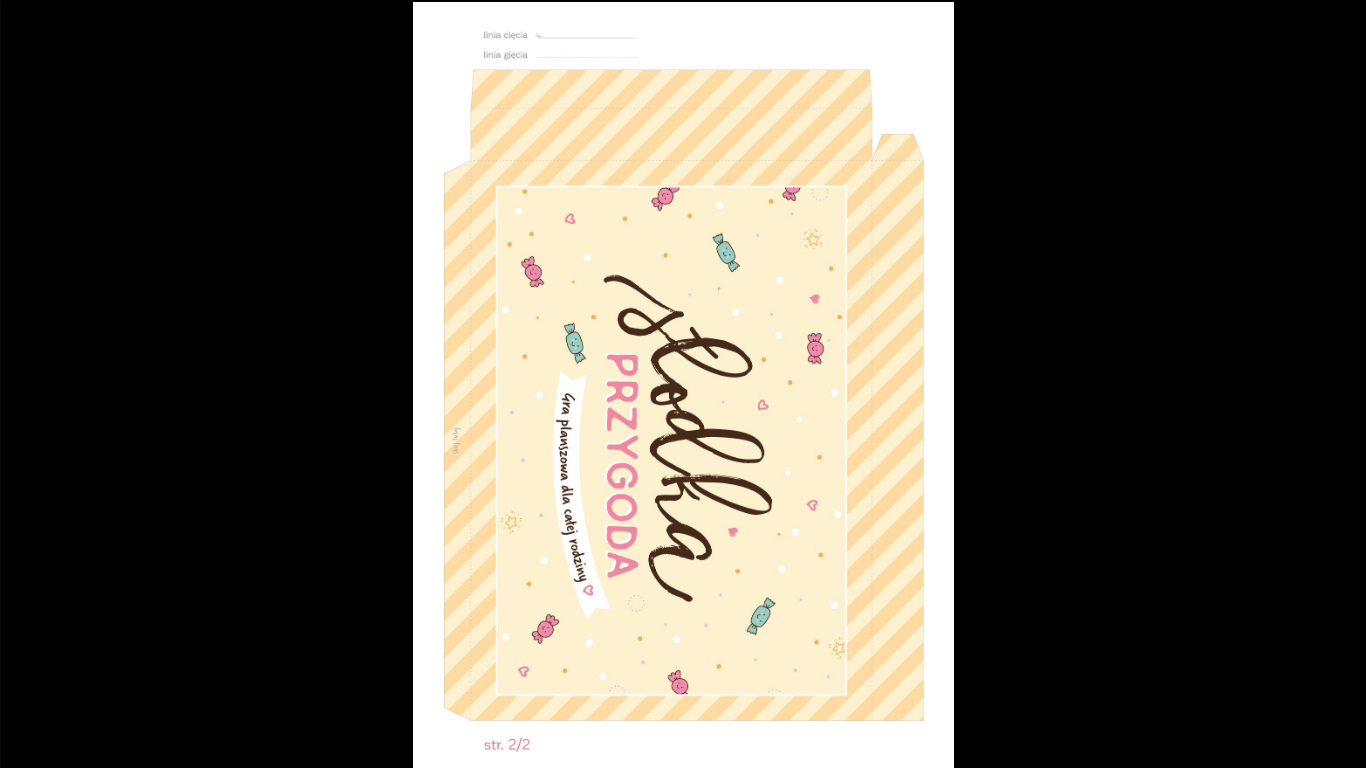 linia cięcia
linia gięcia
słodka
PRZYGODA
Gra planszowa dla całej rodziny
str. 2/2